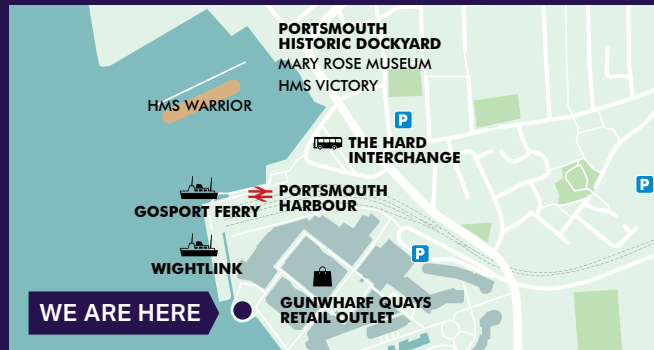 PORTSMOUTH
HISTORIC DOCKYARD
MARY ROSE MUSEUM
HMS VICTORY
HMS WARRIOR
P
THE HARD
INTERCHANGE
P
PORTSMOUTH
HARBOUR
GOSPORT FERRY
P
WIGHTLINK
GUNWHARF QUAYS
RETAIL OUTLET
WE ARE HERE